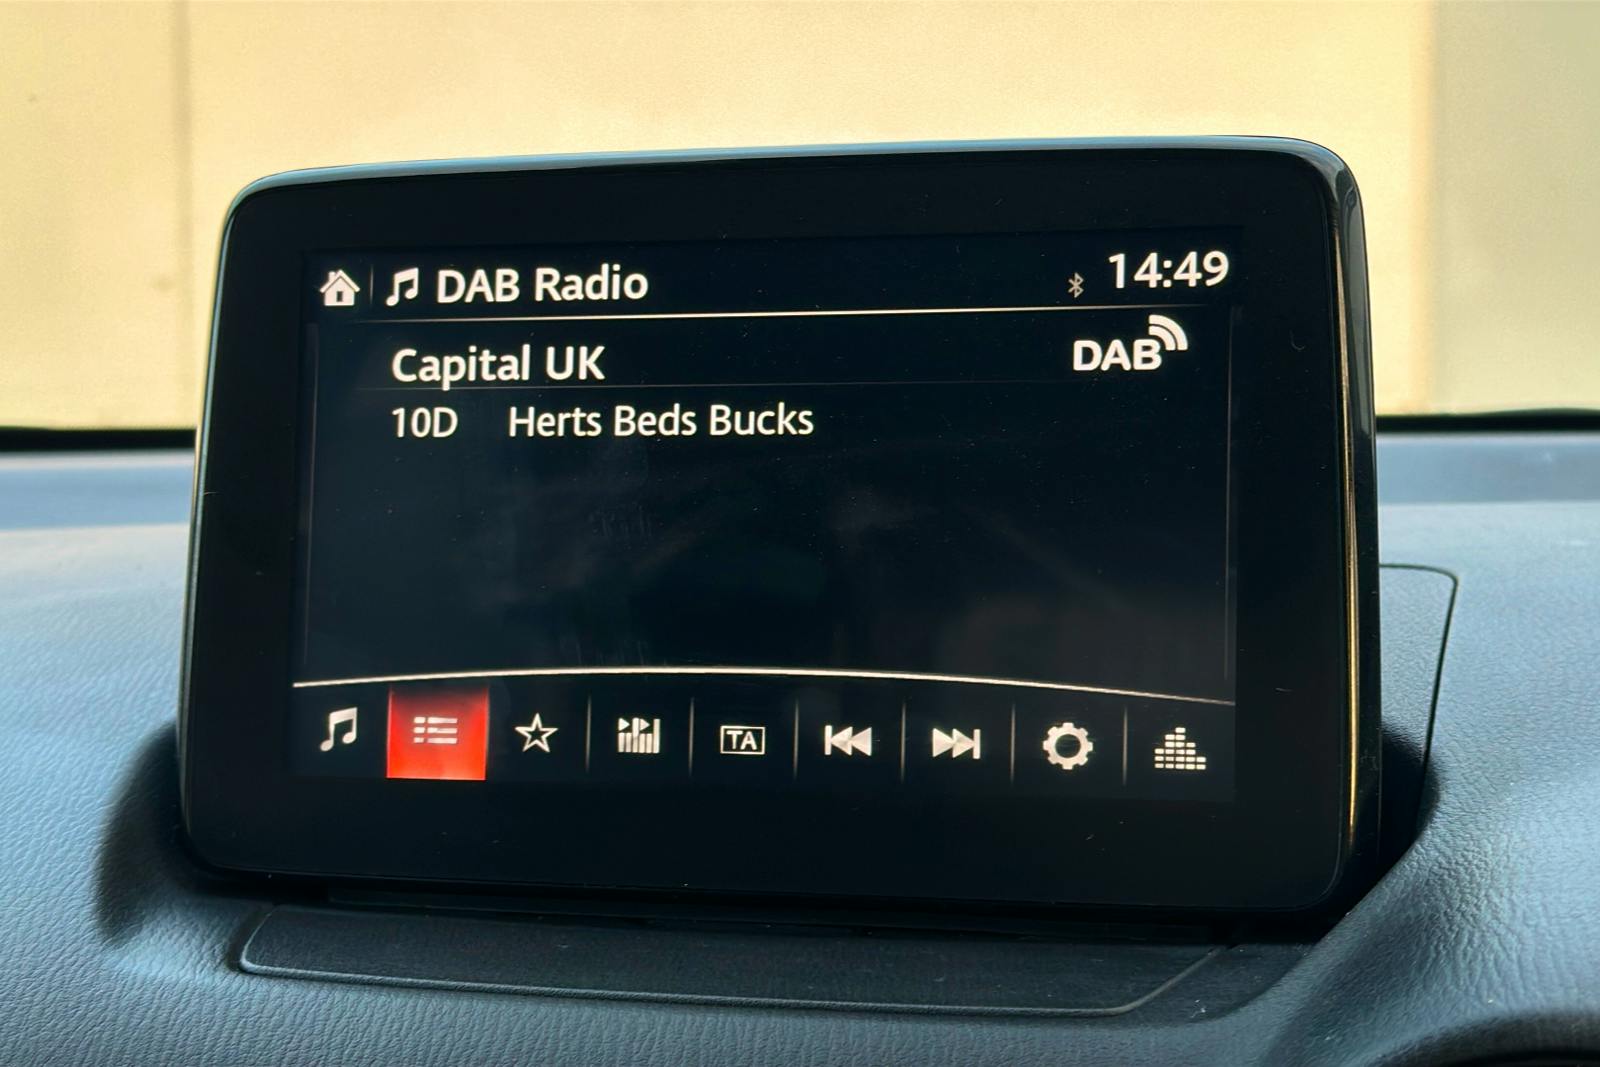 DAB Radio 14:49
Capital UK DAB
10D Herts Beds Bucks
TA